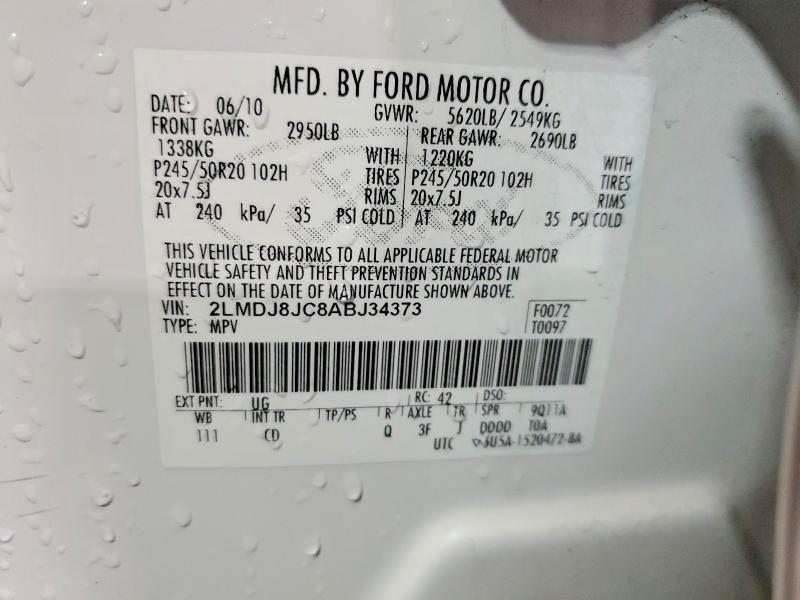 MFD. BY FORD MOTOR CO.
DATE: 06/10 GVWR: 5620LB/ 2549KG
FRONT GAWR: 2950LB REAR GAWR: 2690LB
1338KG WITH 1220KG WITH
P245/50R20 102H TIRES P245/50R20 102H TIRES
20x7.5J RIMS 20x7.5J RIMS
AT 240 kPa/ 35 PSI COLD AT 240 kPa/ 35 PSI COLD
THIS VEHICLE CONFORMS TO ALL APPLICABLE FEDERAL MOTOR
VEHICLE SAFETY AND THEFT PREVENTION STANDARDS IN
EFFECT ON THE DATE OF MANUFACTURE SHOWN ABOVE.
VIN: 2LMDJ8JC8ABJ34373 F0072
TYPE: MPV T0097
EXT PNT: UG RC: 42 DSO:
WB INT TR TP/PS R AXLE TR SPR 9Q11A
111 CD Q 3F J DDDD 10A
UTC 5U5A-1520472-BA